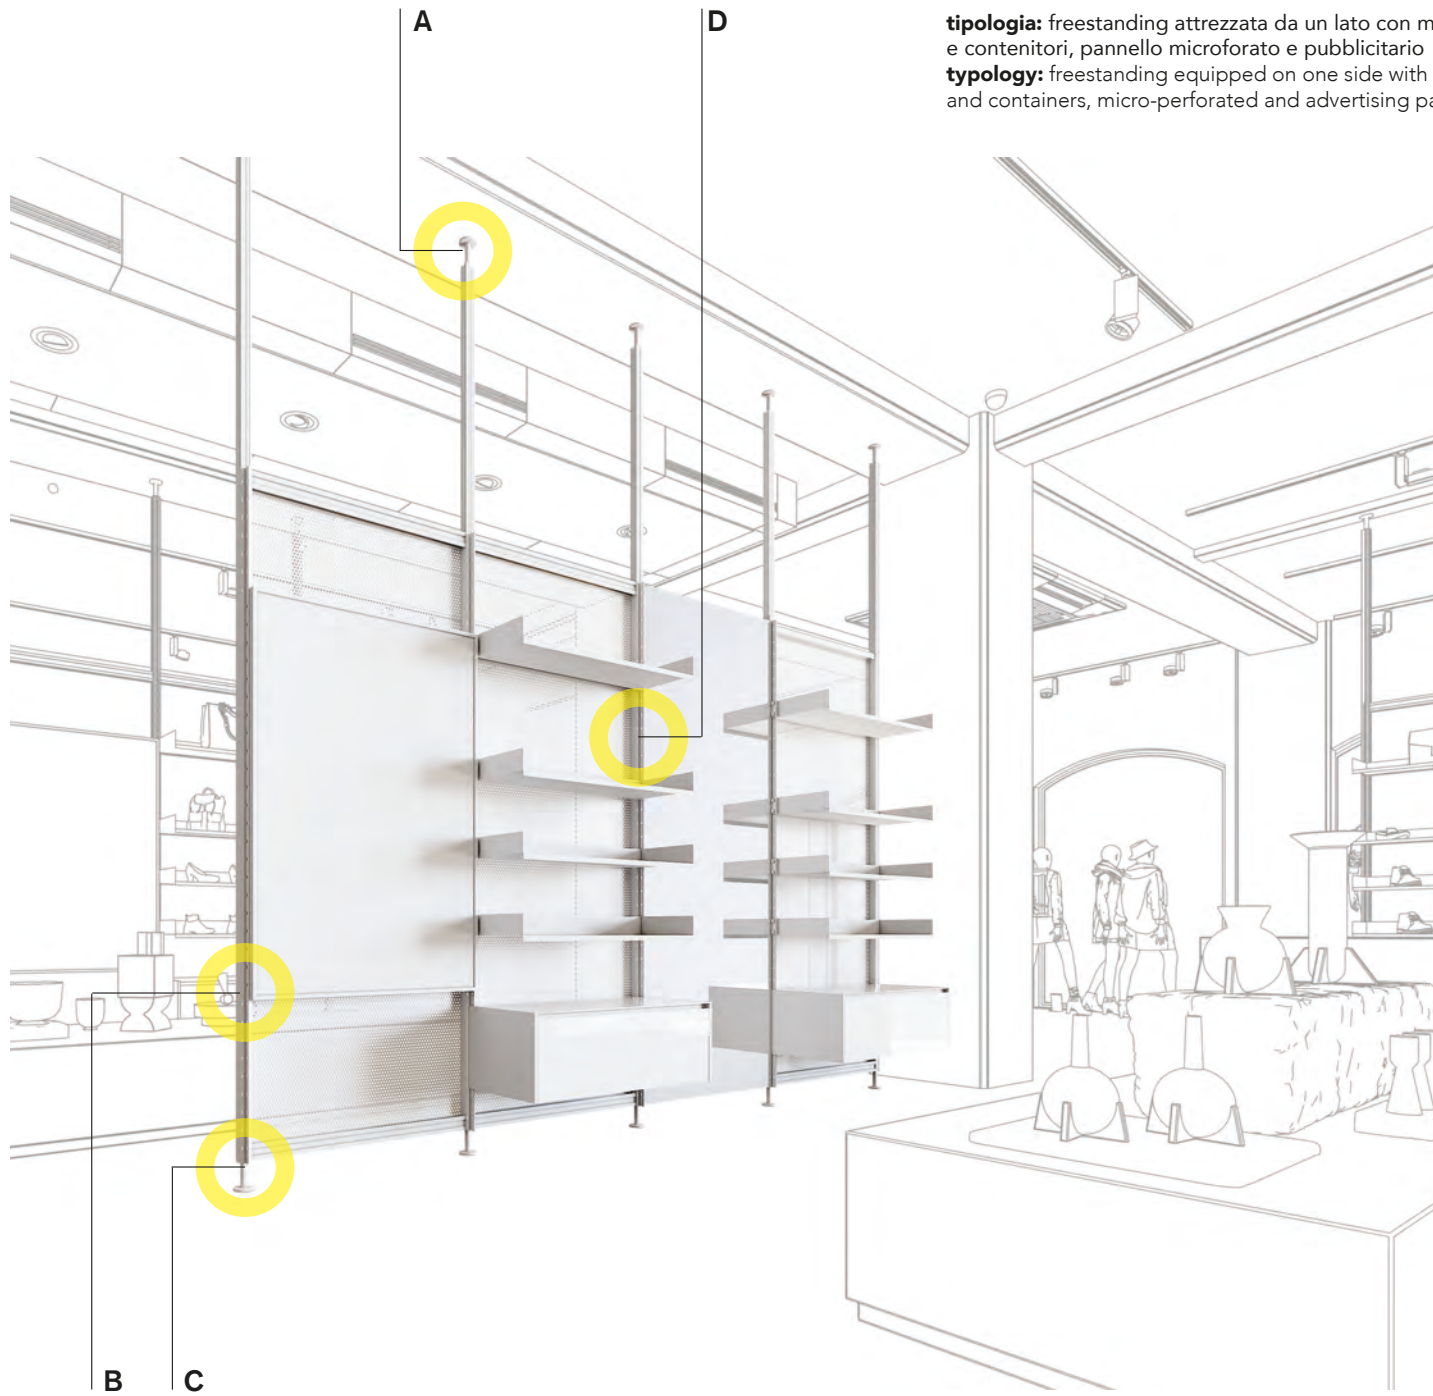 A
D
tipologia: freestanding attrezzata da un lato con
e contenitori, pannello microforato e pubblicitario
typology: freestanding equipped on one side with
and containers, micro-perforated and advertising
B
C